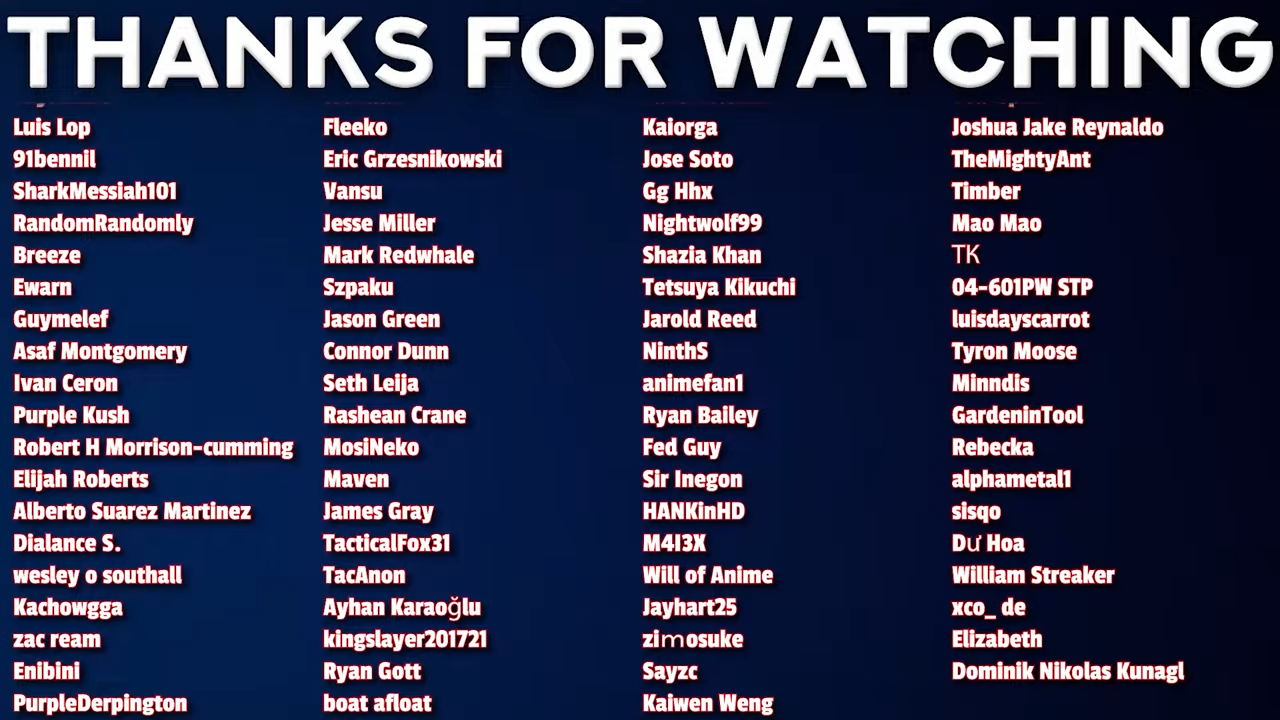 THANKS FOR WATCHING
Luis Lop
91bennil
SharkMessiah101
RandomRandomly
Breeze
Ewarn
Guymelef
Asaf Montgomery
Ivan Ceron
Purple Kush
Robert H Morrison-cumming
Elijah Roberts
Alberto Suarez Martinez
Dialance S.
wesley o southall
Kachowgga
zac ream
Enibini
PurpleDerpington
Fleeko
Eric Grzesnikowski
Vansu
Jesse Miller
Mark Redwhale
Szpaku
Jason Green
Connor Dunn
Seth Leija
Rashean Crane
MosiNeko
Maven
James Gray
TacticalFox31
TacAnon
Ayhan Karaoğlu
kingslayer201721
Ryan Gott
boat afloat
Kaiorga
Jose Soto
Gg Hhx
Nightwolf99
Shazia Khan
Tetsuya Kikuchi
Jarold Reed
NinthS
animefan1
Ryan Bailey
Fed Guy
Sir Inegon
HANKinHD
M4I3X
Will of Anime
Jayhart25
zimosuke
Sayzc
Kaiwen Weng
Joshua Jake Reynaldo
TheMightyAnt
Timber
Mao Mao
TK
04-601PW STP
luisdayscarrot
Tyron Moose
Minndis
GardeninTool
Rebecka
alphametal1
sisqo
Dư Hoa
William Streaker
xco_ de
Elizabeth
Dominik Nikolas Kunagl